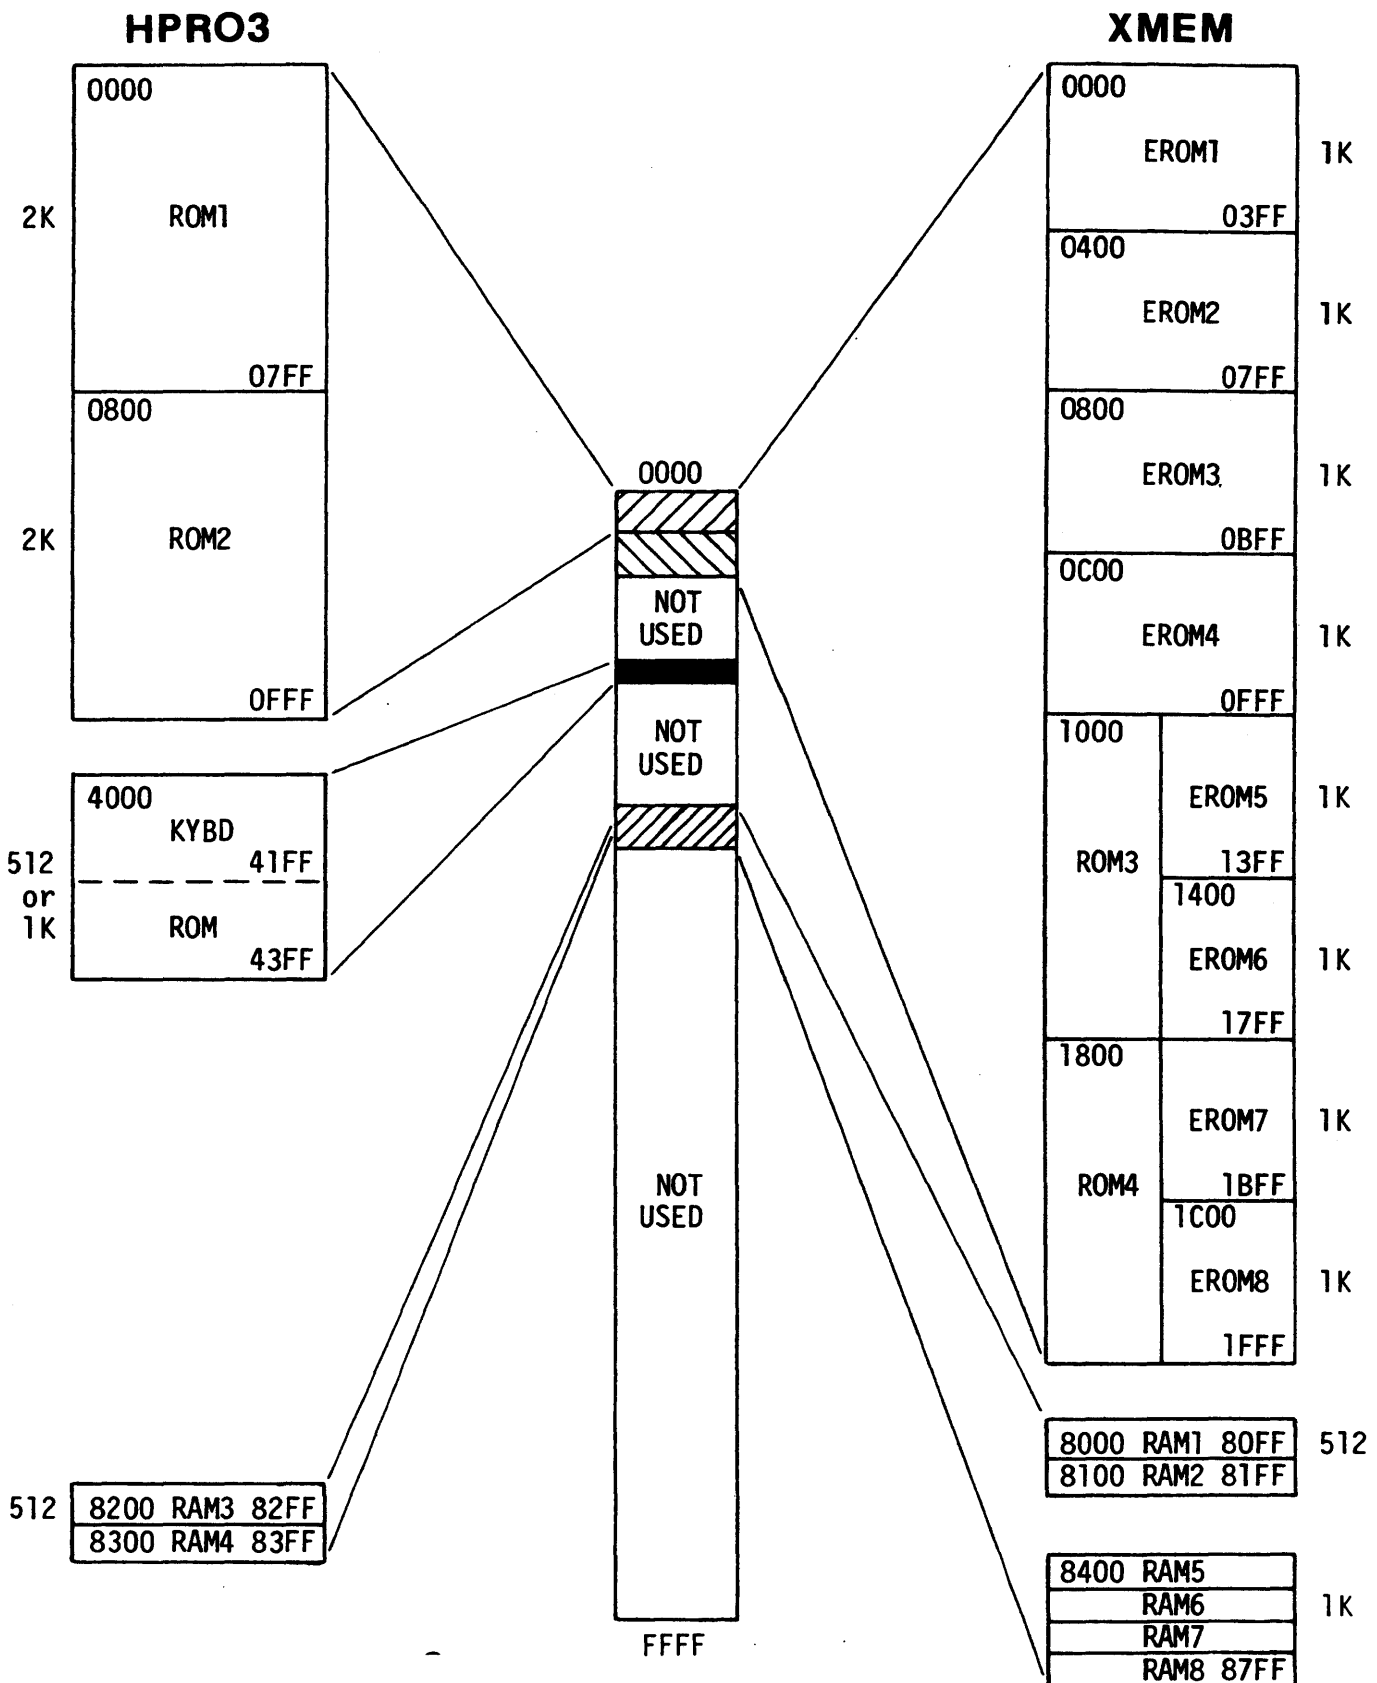 HPRO3
0000
2K
ROM1
07FF
0800
2K
ROM2
0FFF
4000
KYBD
512
41FF
or
1K
ROM
43FF
512
8200 RAM3 82FF
8300 RAM4 83FF
0000
NOT
USED
NOT
USED
NOT
USED
FFFF
XMEM
0000
EROM1
1K
03FF
0400
EROM2
1K
07FF
0800
EROM3
1K
0BFF
0C00
EROM4
1K
0FFF
1000
EROM5
1K
ROM3
13FF
1400
EROM6
1K
17FF
1800
EROM7
1K
ROM4
1BFF
1C00
EROM8
1K
1FFF
8000 RAM1 80FF
512
8100 RAM2 81FF
8400 RAM5
RAM6
1K
RAM7
RAM8 87FF